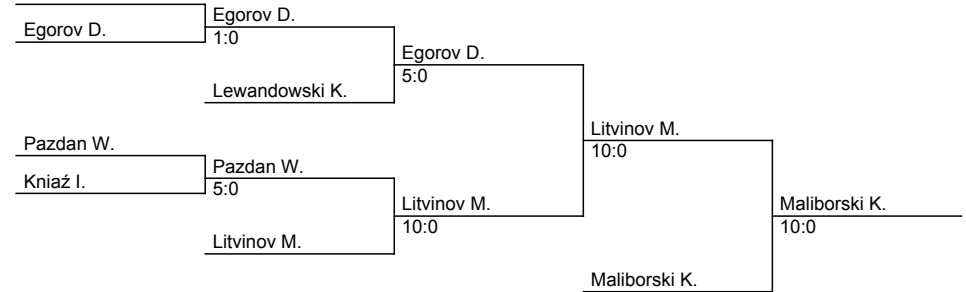 Egorov D.
Egorov D.
1:0
Egorov D.
5:0
Lewandowski K.
Litvinov M.
10:0
Pazdan W.
Pazdan W.
5:0
Kniaź I.
Litvinov M.
10:0
Maliborski K.
10:0
Litvinov M.
Maliborski K.